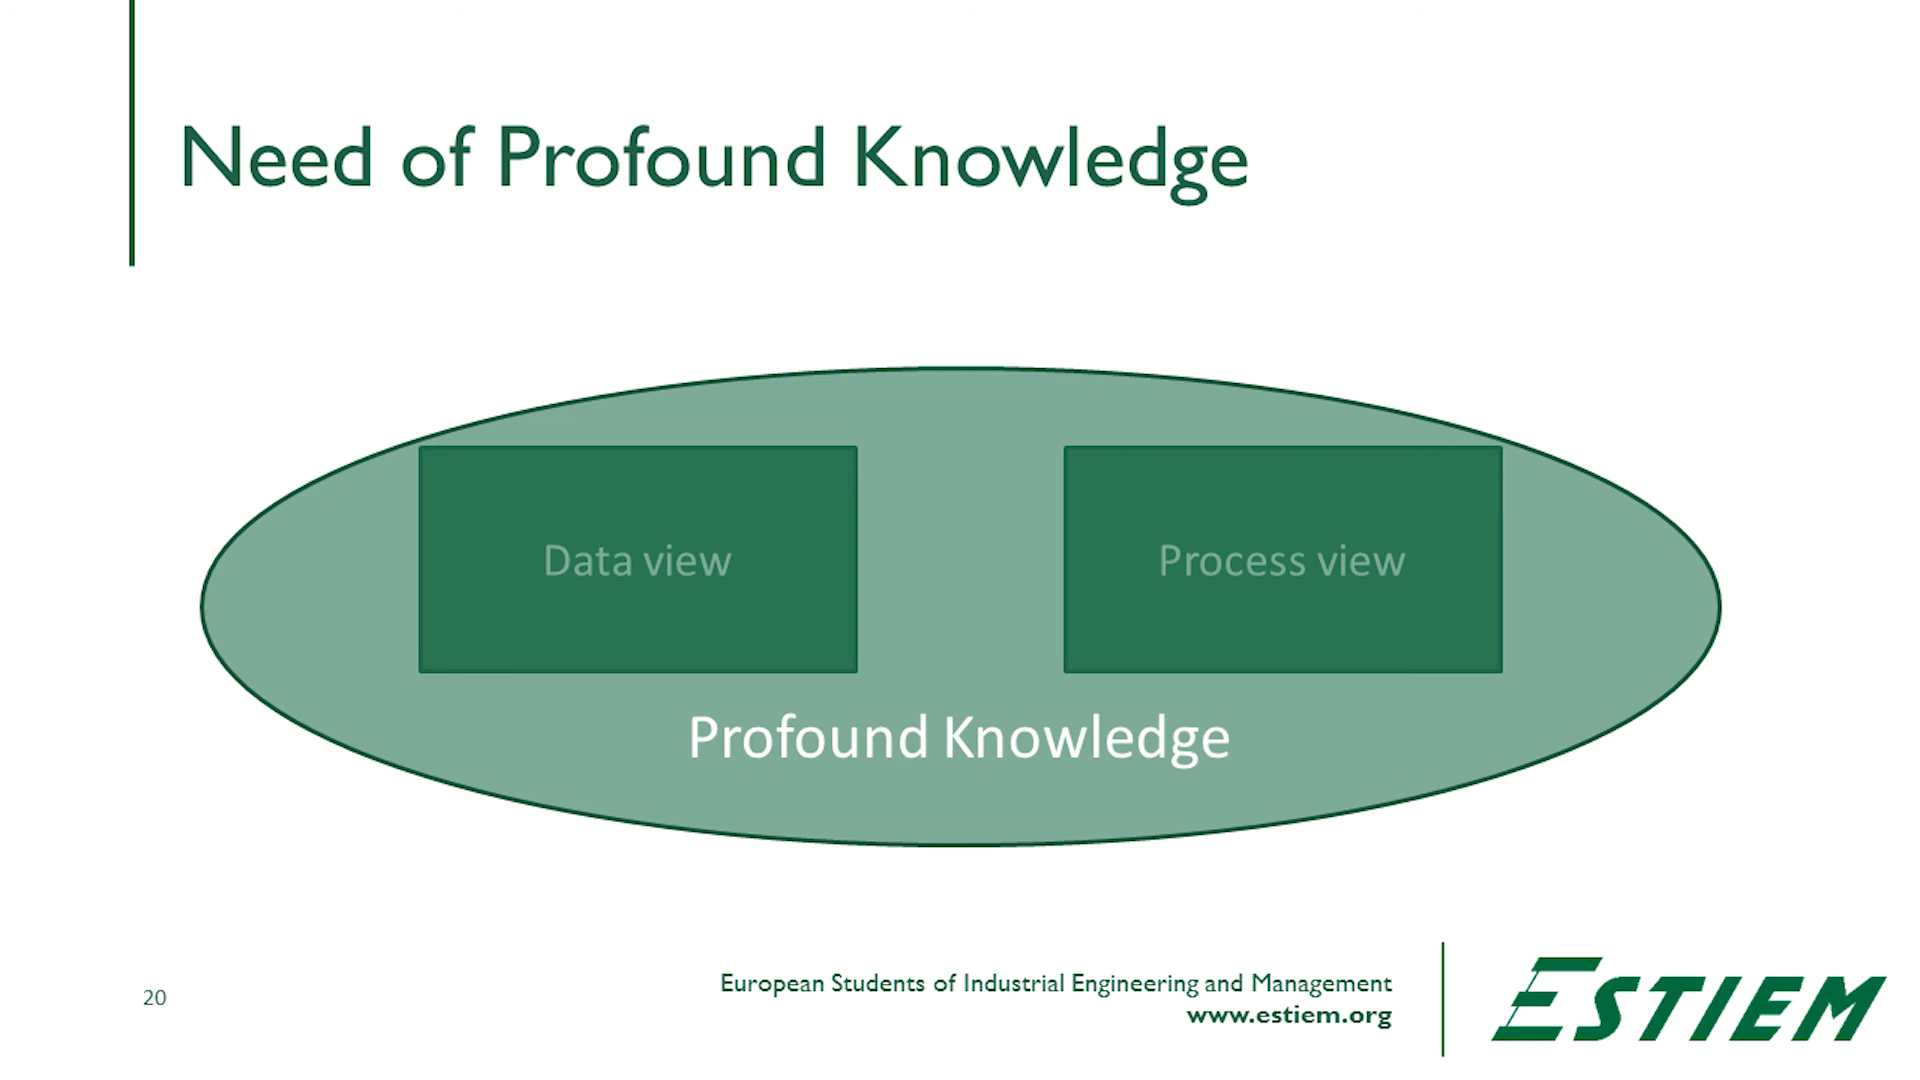 Need of Profound Knowledge
Data view
Process view
Profound Knowledge
20
European Students of Industrial Engineering and Management
www.estiem.org
ESTIEM